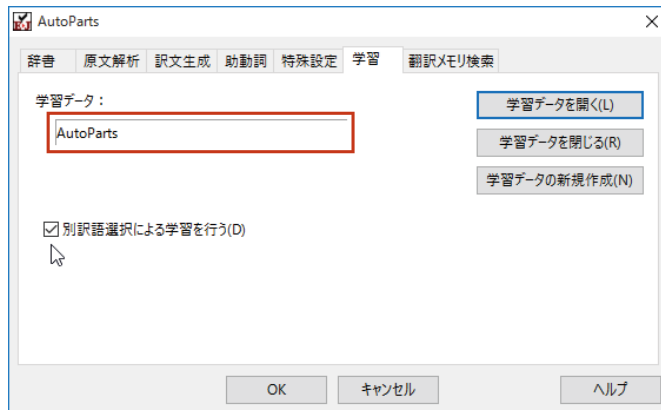 AutoParts
辞書 原文解析 訳文生成 助動詞 特殊設定 学習 翻訳メモリ検索
学習データ：
AutoParts
学習データを開く(L)
学習データを閉じる(R)
学習データの新規作成(N)
別訳語選択による学習を行う(D)
OK キャンセル ヘルプ